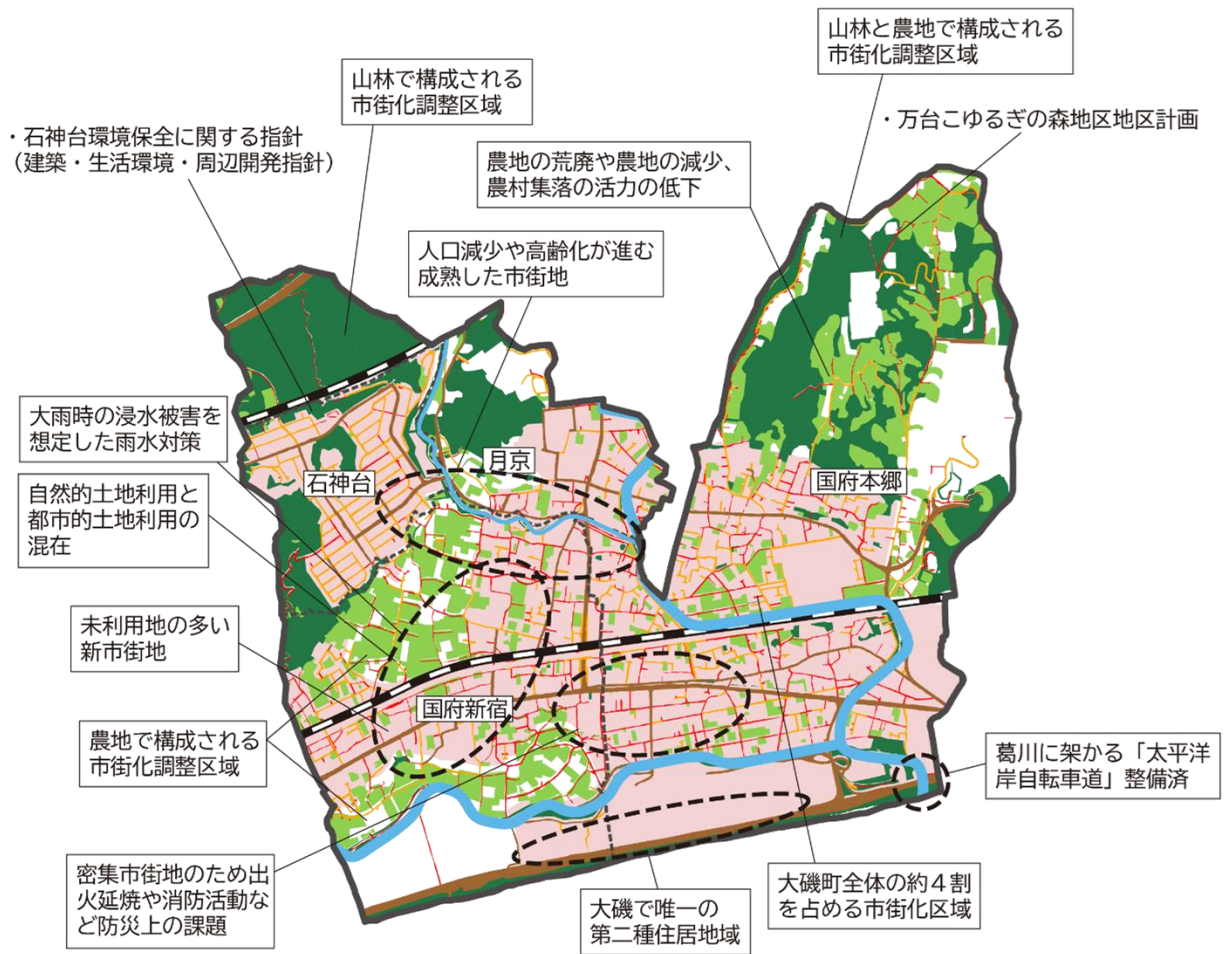 山林と農地で構成される
市街化調整区域
山林で構成される
市街化調整区域
・万台こゆるぎの森地区地区計画
・石神台環境保全に関する指針
（建築・生活環境・周辺開発指針）
農地の荒廃や農地の減少、
農村集落の活力の低下
人口減少や高齢化が進む
成熟した市街地
大雨時の浸水被害を
想定した雨水対策
月京
石神台
国府本郷
自然的土地利用と
都市的土地利用の
混在
未利用地の多い
新市街地
国府新宿
農地で構成される
市街化調整区域
葛川に架かる「太平洋
岸自転車道」整備済
密集市街地のため出
火延焼や消防活動な
ど防災上の課題
大磯で唯一の
第二種住居地域
大磯町全体の約４割
を占める市街化区域